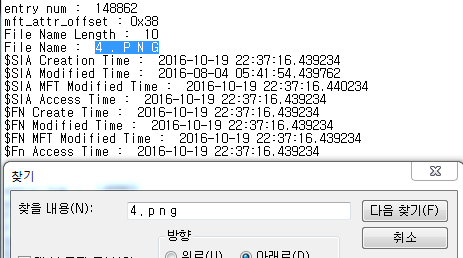 entry num :  148862
mft_attr_offset : 0x38
File Name Length :  10
File Name :  4 . P N G
$SIA Creation Time :  2016-10-19 22:37:16.439234
$SIA Modified Time :  2016-08-04 05:41:54.439762
$SIA MFT Modified Time :  2016-10-19 22:37:16.440234
$SIA Access Time :  2016-10-19 22:37:16.439234
$FN Create Time :  2016-10-19 22:37:16.439234
$FN Modified Time :  2016-10-19 22:37:16.439234
$FN MFT Modified Time :  2016-10-19 22:37:16.439234
$Fn Access Time :  2016-10-19 22:37:16.439234
찾기
찾을 내용(N):
4 . p n g
다음 찾기(F)
취소
방향
위로(U)
아래로(D)